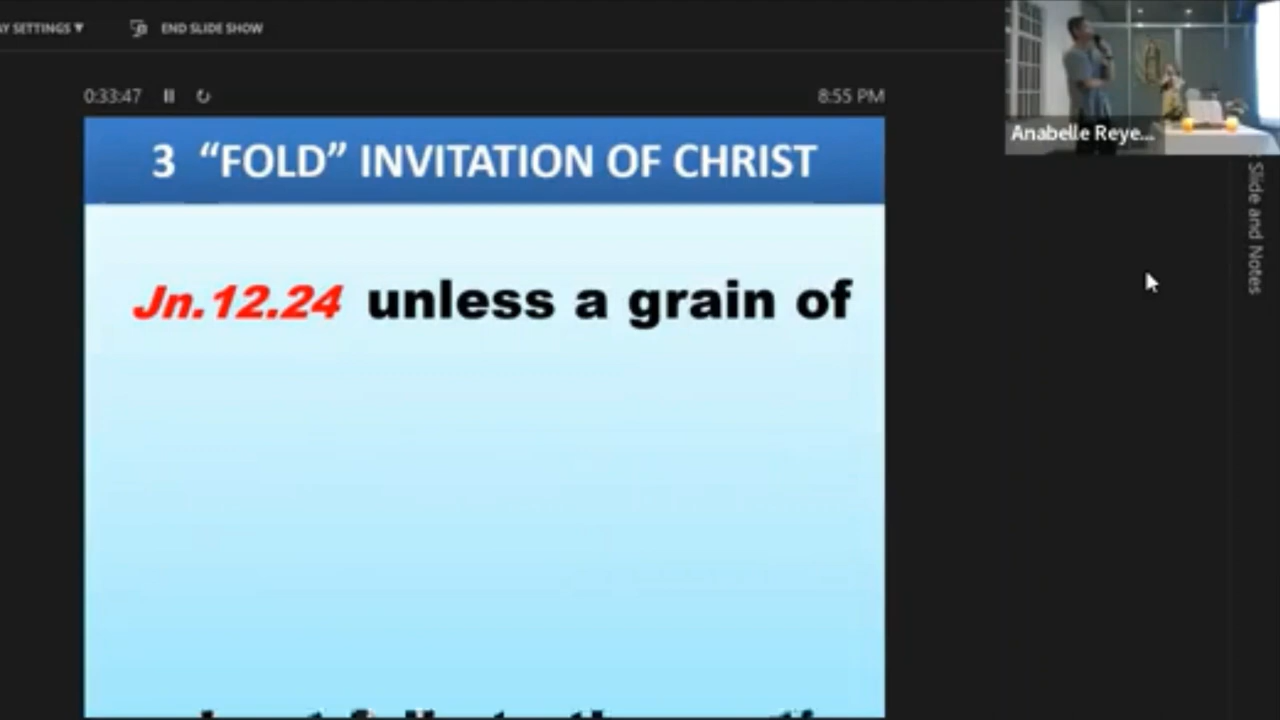 AY SETTINGS ▼ END SLIDE SHOW
0:33:47 8:55 PM
Anabelle Reye...
Slide and Notes
3 “FOLD” INVITATION OF CHRIST
Jn.12.24 unless a grain of